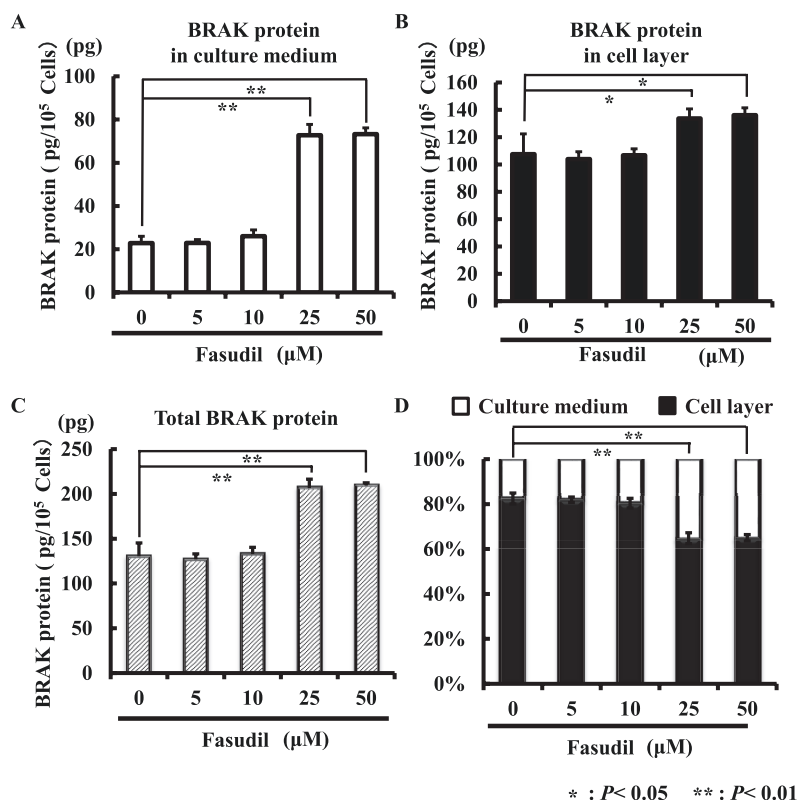 A
BRAK protein
in culture medium
(pg)
BRAK protein ( pg/10⁵ Cells)
100
80
60
40
20
0
**
**
0 5 10 25 50
Fasudil (μM)
B
BRAK protein
in cell layer
(pg)
BRAK protein ( pg/10⁵ Cells)
160
140
120
100
80
60
40
20
0
*
*
0 5 10 25 50
Fasudil (μM)
C
Total BRAK protein
(pg)
BRAK protein ( pg/10⁵ Cells)
250
200
150
100
50
0
**
**
0 5 10 25 50
Fasudil (μM)
D
Culture medium Cell layer
100%
80%
60%
40%
20%
0%
**
**
0 5 10 25 50
Fasudil (μM)
* : P< 0.05 ** : P< 0.01